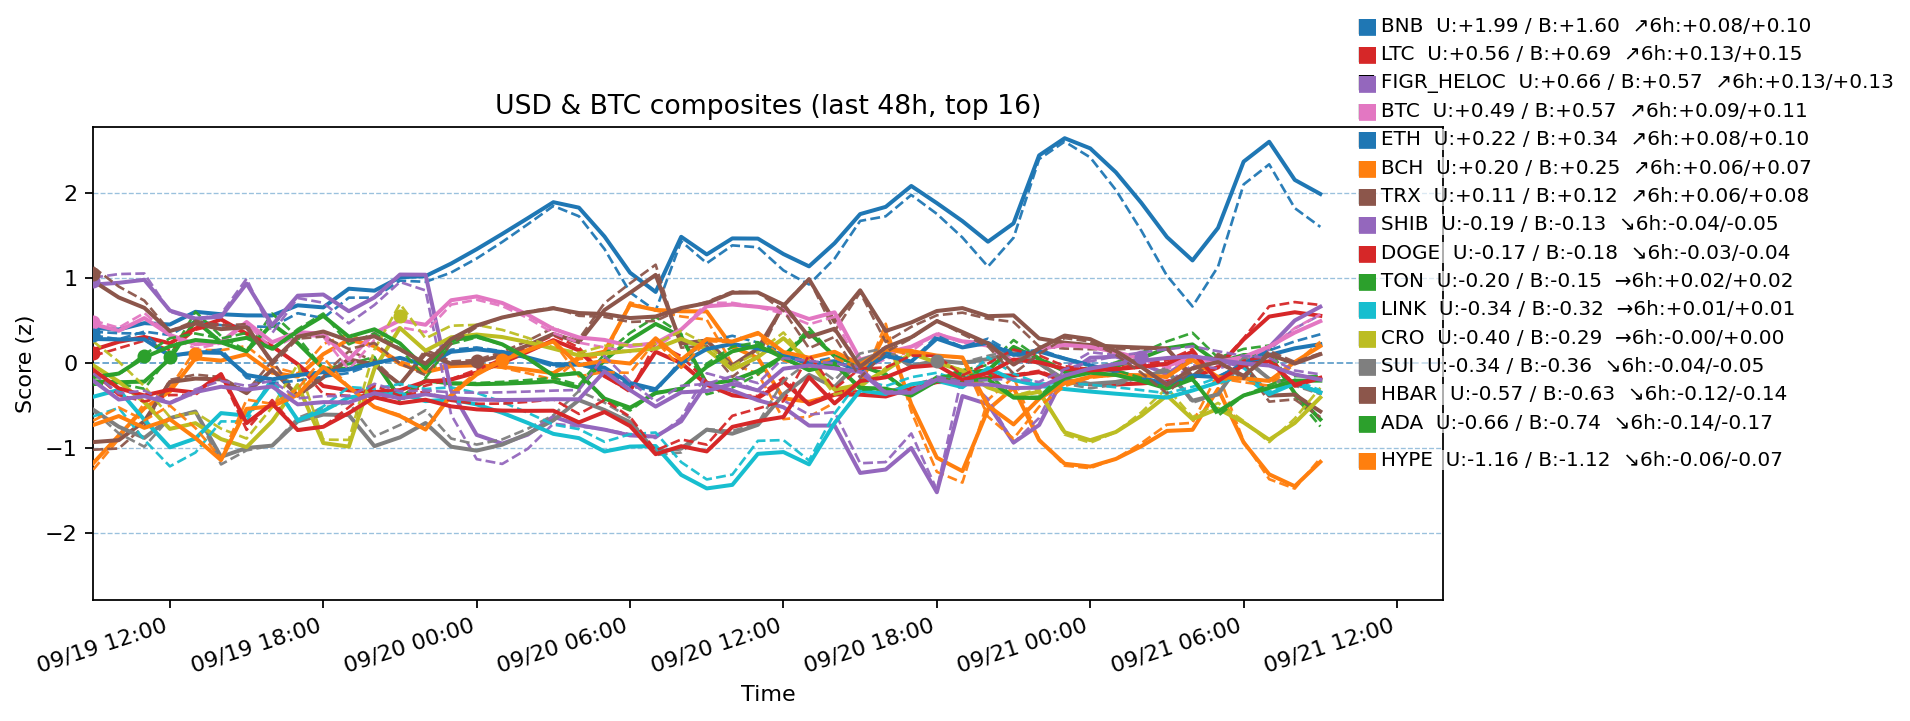 BNB  U:+1.99 / B:+1.60  ↗6h:+0.08/+0.10
LTC  U:+0.56 / B:+0.69  ↗6h:+0.13/+0.15
FIGR_HELOC  U:+0.66 / B:+0.57  ↗6h:+0.13/+0.13
USD & BTC composites (last 48h, top 16)
BTC  U:+0.49 / B:+0.57  ↗6h:+0.09/+0.11
ETH  U:+0.22 / B:+0.34  ↗6h:+0.08/+0.10
BCH  U:+0.20 / B:+0.25  ↗6h:+0.06/+0.07
TRX  U:+0.11 / B:+0.12  ↗6h:+0.06/+0.08
SHIB  U:-0.19 / B:-0.13  ↘6h:-0.04/-0.05
DOGE  U:-0.17 / B:-0.18  ↘6h:-0.03/-0.04
TON  U:-0.20 / B:-0.15  →6h:+0.02/+0.02
LINK  U:-0.34 / B:-0.32  →6h:+0.01/+0.01
CRO  U:-0.40 / B:-0.29  →6h:-0.00/+0.00
SUI  U:-0.34 / B:-0.36  ↘6h:-0.04/-0.05
HBAR  U:-0.57 / B:-0.63  ↘6h:-0.12/-0.14
ADA  U:-0.66 / B:-0.74  ↘6h:-0.14/-0.17
HYPE  U:-1.16 / B:-1.12  ↘6h:-0.06/-0.07
Score (z)
2
1
0
−1
−2
09/19 12:00
09/19 18:00
09/20 00:00
09/20 06:00
09/20 12:00
09/20 18:00
09/21 00:00
09/21 06:00
09/21 12:00
Time